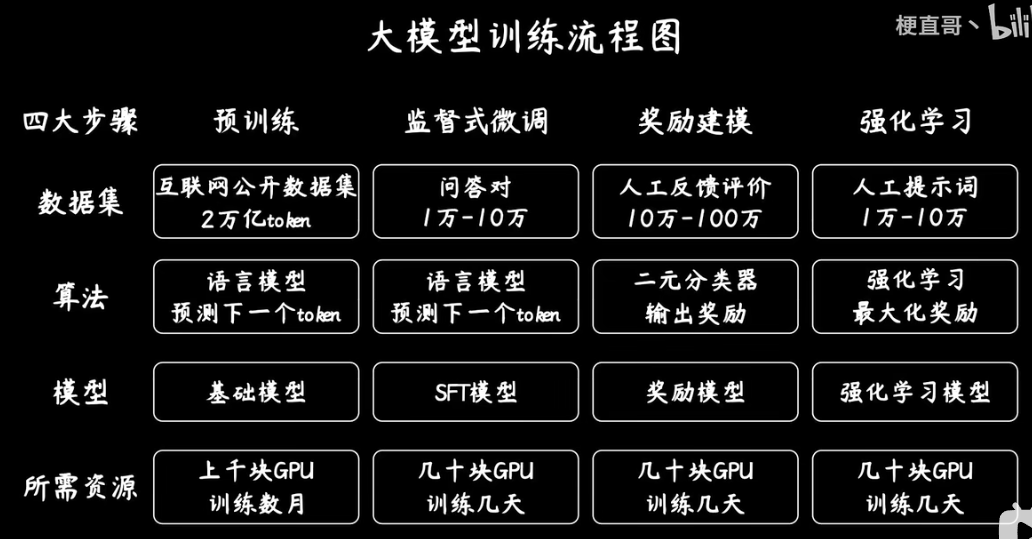 大模型训练流程图
梗直哥丶 bili
四大步骤 预训练 监督式微调 奖励建模 强化学习
数据集
互联网公开数据集
2万亿token
问答对
1万-10万
人工反馈评价
10万-100万
人工提示词
1万-10万
算法
语言模型
预测下一个token
语言模型
预测下一个token
二元分类器
输出奖励
强化学习
最大化奖励
模型
基础模型
SFT模型
奖励模型
强化学习模型
所需资源
上千块GPU
训练数月
几十块GPU
训练几天
几十块GPU
训练几天
几十块GPU
训练几天